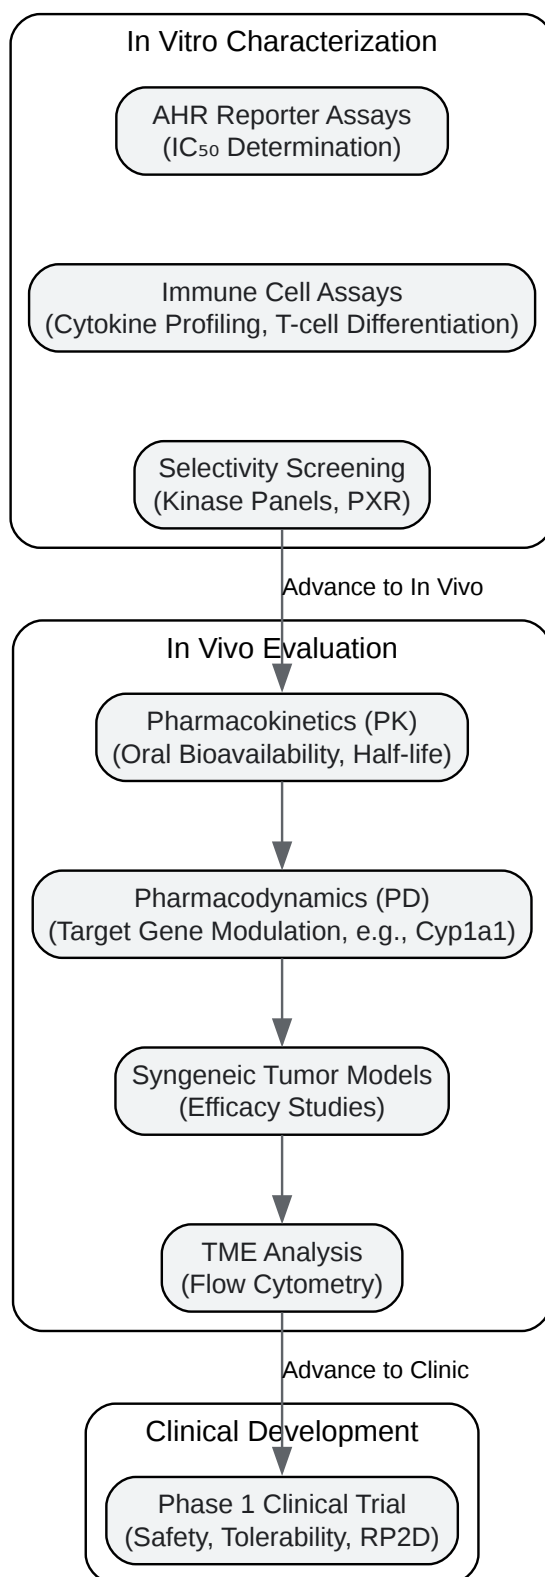 In Vitro Characterization
AHR Reporter Assays
(IC₅₀ Determination)
Immune Cell Assays
(Cytokine Profiling, T-cell Differentiation)
Selectivity Screening
(Kinase Panels, PXR)
Advance to In Vivo
In Vivo Evaluation
Pharmacokinetics (PK)
(Oral Bioavailability, Half-life)
Pharmacodynamics (PD)
(Target Gene Modulation, e.g., Cyp1a1)
Syngeneic Tumor Models
(Efficacy Studies)
TME Analysis
(Flow Cytometry)
Advance to Clinic
Clinical Development
Phase 1 Clinical Trial
(Safety, Tolerability, RP2D)